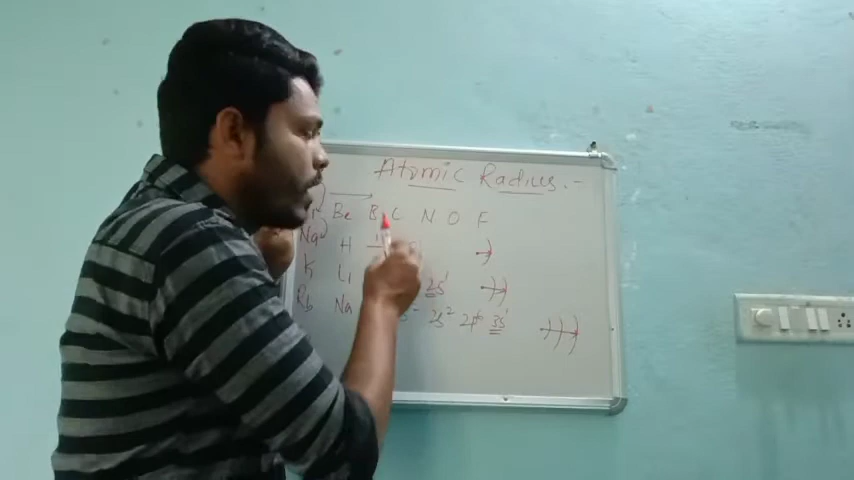 Atomic Radius :-
Be B C N O F
Na H
K Li 2s¹
Rb Na 2s² 2p⁶ 3s¹